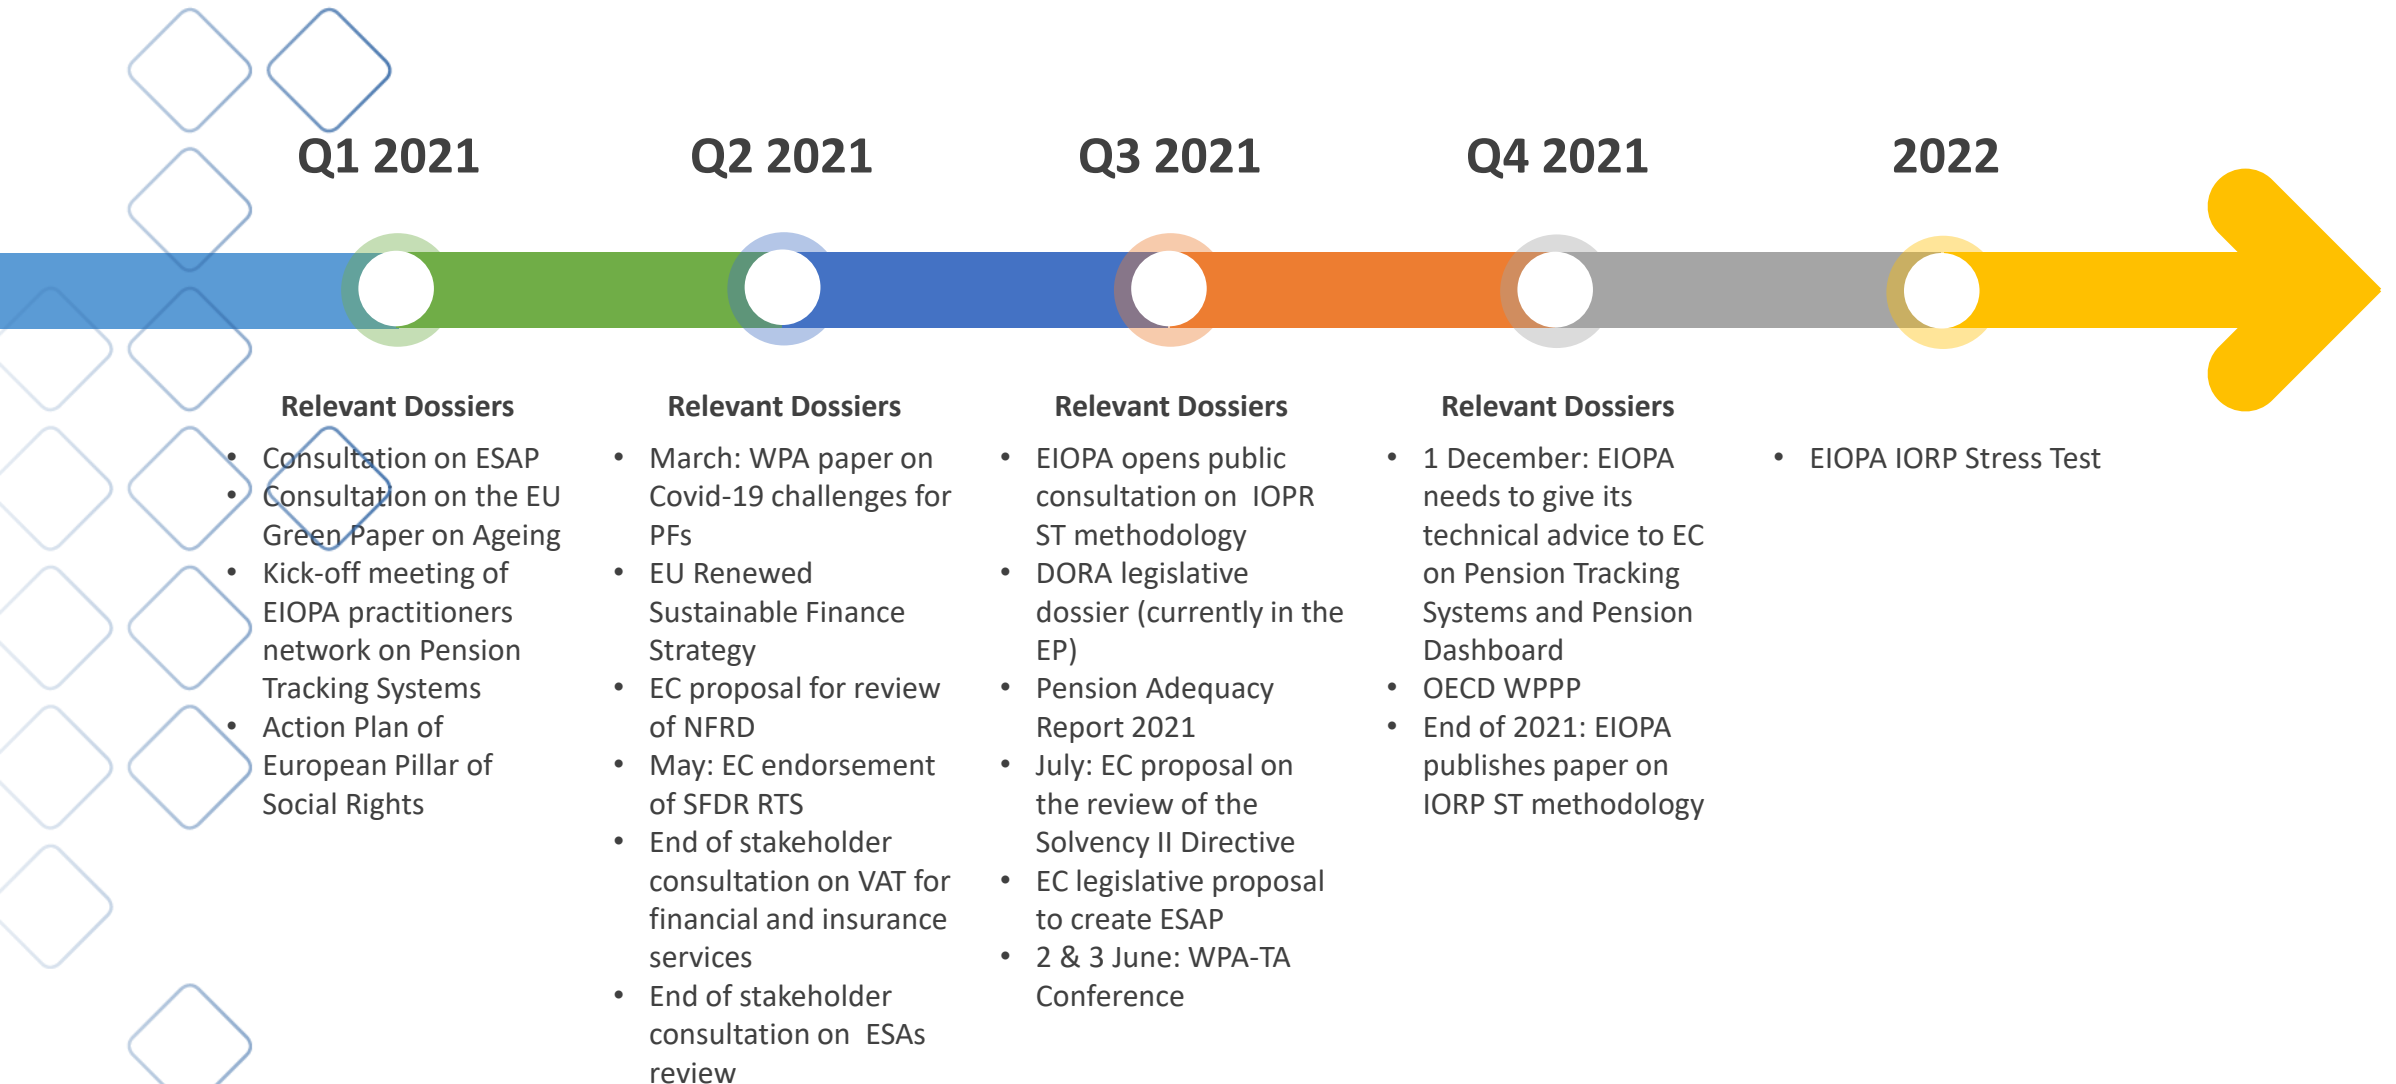 Q1 2021
Q2 2021
Q3 2021
Q4 2021
2022
Relevant Dossiers
• Consultation on ESAP
• Consultation on the EU
Green Paper on Ageing
• Kick-off meeting of
EIOPA practitioners
network on Pension
Tracking Systems
• Action Plan of
European Pillar of
Social Rights
Relevant Dossiers
• March: WPA paper on
Covid-19 challenges for
PFs
• EU Renewed
Sustainable Finance
Strategy
• EC proposal for review
of NFRD
• May: EC endorsement
of SFDR RTS
• End of stakeholder
consultation on VAT for
financial and insurance
services
• End of stakeholder
consultation on  ESAs
review
Relevant Dossiers
• EIOPA opens public
consultation on  IOPR
ST methodology
• DORA legislative
dossier (currently in the
EP)
• Pension Adequacy
Report 2021
• July: EC proposal on
the review of the
Solvency II Directive
• EC legislative proposal
to create ESAP
• 2 & 3 June: WPA-TA
Conference
Relevant Dossiers
• 1 December: EIOPA
needs to give its
technical advice to EC
on Pension Tracking
Systems and Pension
Dashboard
• OECD WPPP
• End of 2021: EIOPA
publishes paper on
IORP ST methodology
• EIOPA IORP Stress Test